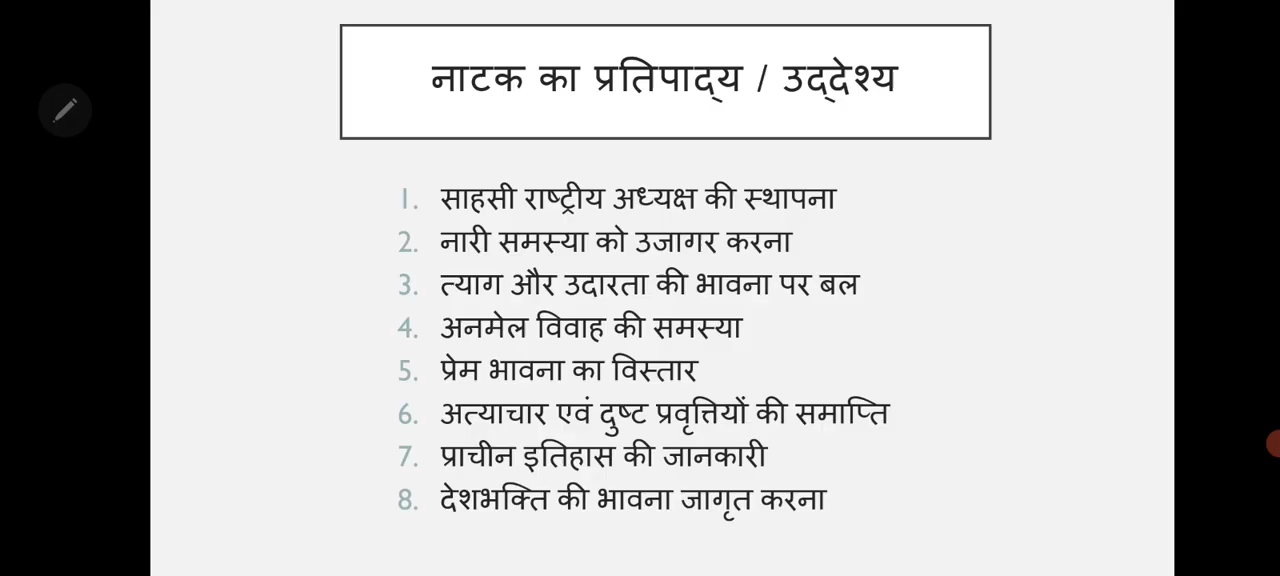 नाटक का प्रतिपाद्य / उद्देश्य
1. साहसी राष्ट्रीय अध्यक्ष की स्थापना
2. नारी समस्या को उजागर करना
3. त्याग और उदारता की भावना पर बल
4. अनमेल विवाह की समस्या
5. प्रेम भावना का विस्तार
6. अत्याचार एवं दुष्ट प्रवृत्तियों की समाप्ति
7. प्राचीन इतिहास की जानकारी
8. देशभक्ति की भावना जागृत करना